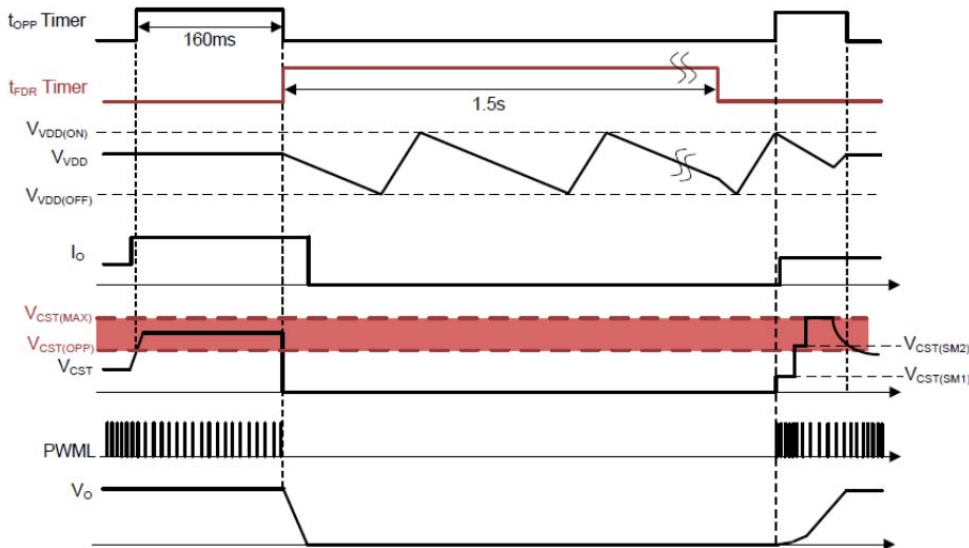 tOPP Timer
160ms
tFDR Timer
1.5s
VVDD(ON)
VVDD
VVDD(OFF)
IO
VCST(MAX)
VCST(OPP)
VCST(SM2)
VCST
VCST(SM1)
PWML
VO